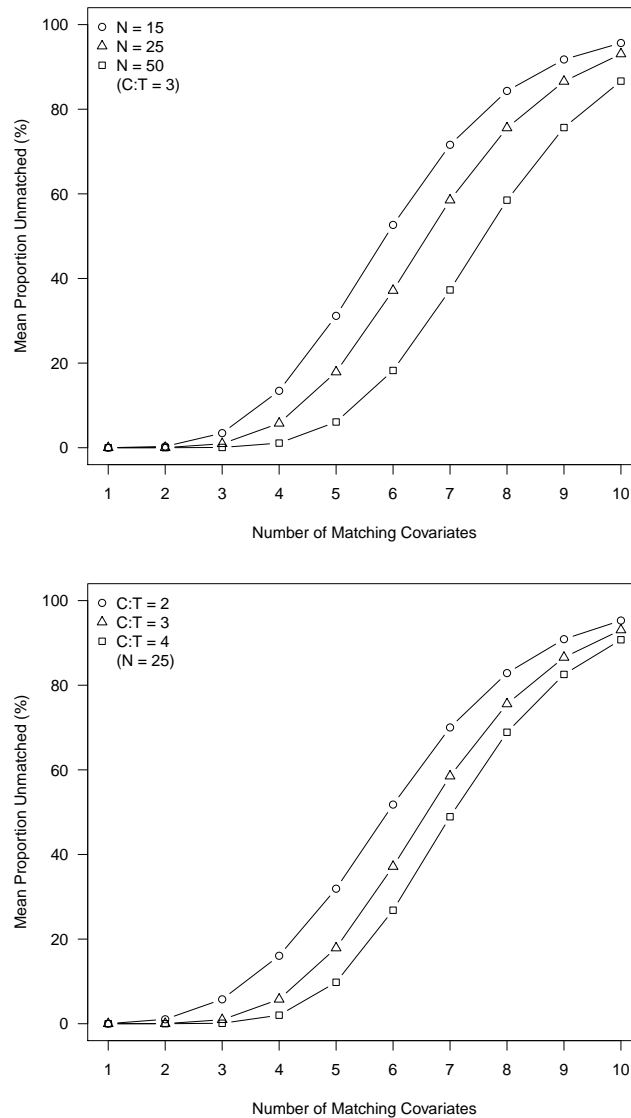 N = 15
N = 25
N = 50
(C:T = 3)
Mean Proportion Unmatched (%)
100
80
60
40
20
0
1 2 3 4 5 6 7 8 9 10
Number of Matching Covariates
C:T = 2
C:T = 3
C:T = 4
(N = 25)
Mean Proportion Unmatched (%)
100
80
60
40
20
0
1 2 3 4 5 6 7 8 9 10
Number of Matching Covariates